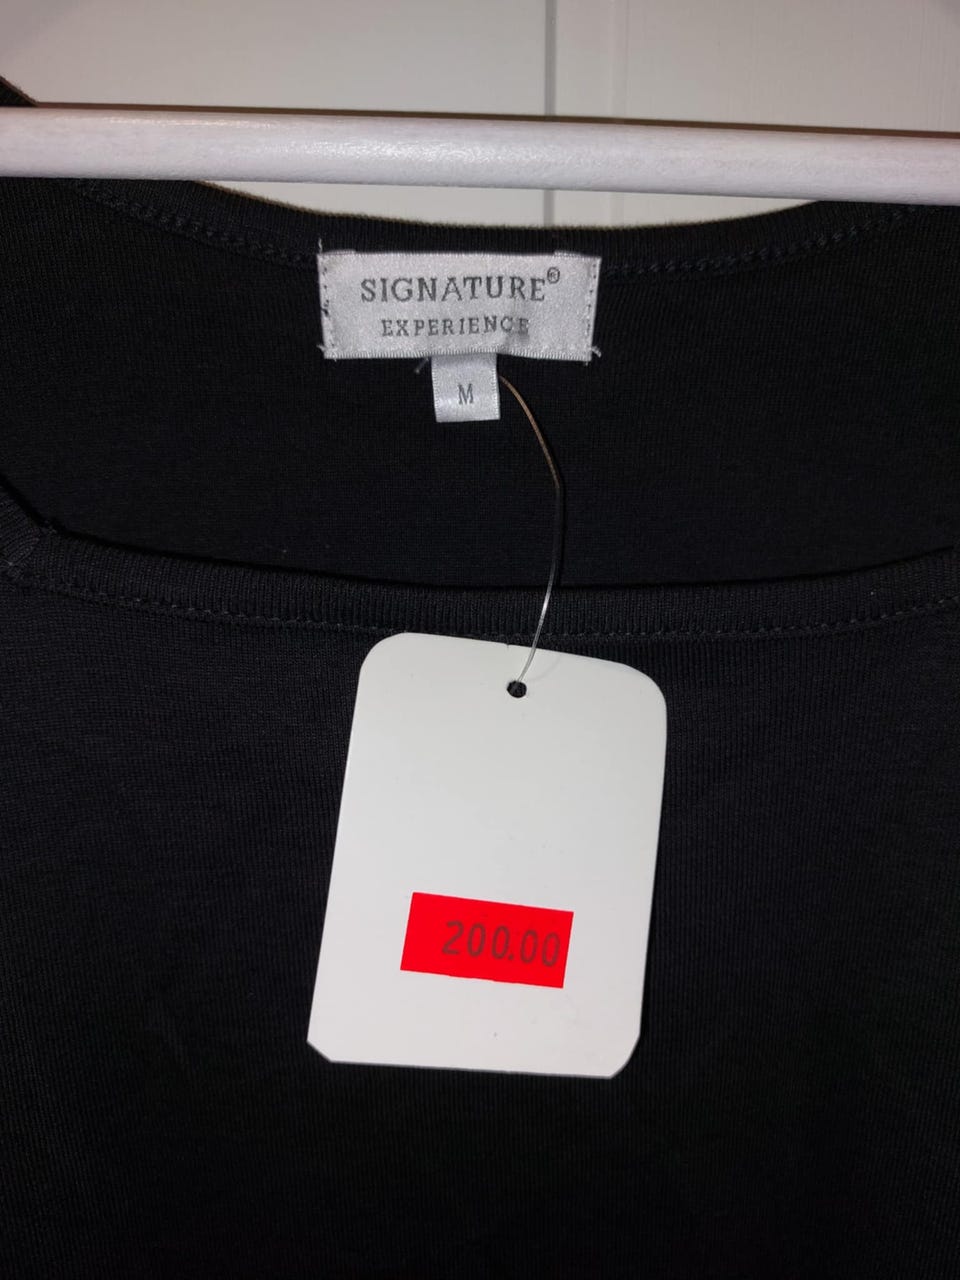 SIGNATURE®
EXPERIENCE
M
200.00